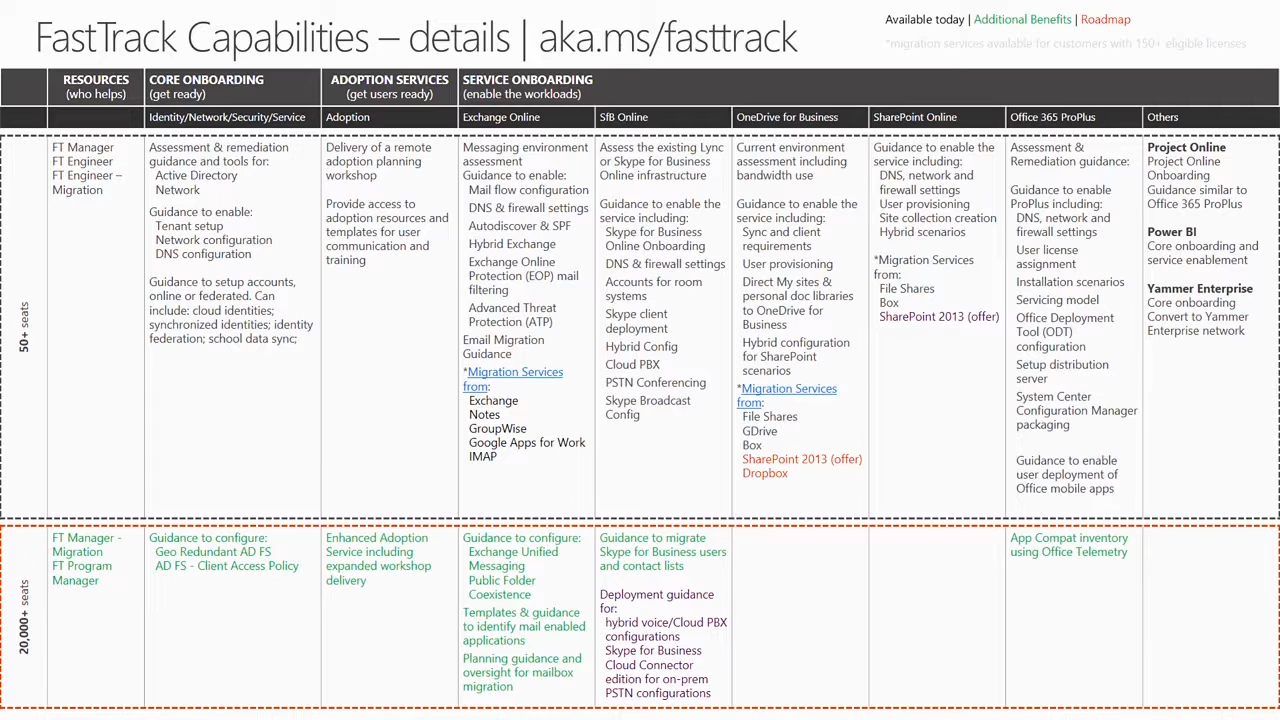 FastTrack Capabilities – details | aka.ms/fasttrack
Available today | Additional Benefits | Roadmap
*migration services available for customers with 150+ eligible licenses
RESOURCES
(who helps)
CORE ONBOARDING
(get ready)
ADOPTION SERVICES
(get users ready)
SERVICE ONBOARDING
(enable the workloads)
Identity/Network/Security/Service
Adoption
Exchange Online
SfB Online
OneDrive for Business
SharePoint Online
Office 365 ProPlus
Others
50+ seats
FT Manager
FT Engineer
FT Engineer –
Migration
Assessment & remediation
guidance and tools for:
Active Directory
Network
Guidance to enable:
Tenant setup
Network configuration
DNS configuration
Guidance to setup accounts,
online or federated. Can
include: cloud identities;
synchronized identities; identity
federation; school data sync;
Delivery of a remote
adoption planning
workshop
Provide access to
adoption resources and
templates for user
communication and
training
Messaging environment
assessment
Guidance to enable:
Mail flow configuration
DNS & firewall settings
Autodiscover & SPF
Hybrid Exchange
Exchange Online
Protection (EOP) mail
filtering
Advanced Threat
Protection (ATP)
Email Migration
Guidance
*Migration Services
from:
Exchange
Notes
GroupWise
Google Apps for Work
IMAP
Assess the existing Lync
or Skype for Business
Online infrastructure
Guidance to enable the
service including:
Skype for Business
Online Onboarding
DNS & firewall settings
Accounts for room
systems
Skype client
deployment
Hybrid Config
Cloud PBX
PSTN Conferencing
Skype Broadcast
Config
Current environment
assessment including
bandwidth use
Guidance to enable the
service including:
Sync and client
requirements
User provisioning
Direct My sites &
personal doc libraries
to OneDrive for
Business
Hybrid configuration
for SharePoint
scenarios
*Migration Services
from:
File Shares
GDrive
Box
SharePoint 2013 (offer)
Dropbox
Guidance to enable the
service including:
DNS, network and
firewall settings
User provisioning
Site collection creation
Hybrid scenarios
*Migration Services
from:
File Shares
Box
SharePoint 2013 (offer)
Assessment &
Remediation guidance:
Guidance to enable
ProPlus including:
DNS, network and
firewall settings
User license
assignment
Installation scenarios
Servicing model
Office Deployment
Tool (ODT)
configuration
Setup distribution
server
System Center
Configuration Manager
packaging
Guidance to enable
user deployment of
Office mobile apps
Project Online
Project Online
Onboarding
Guidance similar to
Office 365 ProPlus
Power BI
Core onboarding and
service enablement
Yammer Enterprise
Core onboarding
Convert to Yammer
Enterprise network
20,000+ seats
FT Manager -
Migration
FT Program
Manager
Guidance to configure:
Geo Redundant AD FS
AD FS - Client Access Policy
Enhanced Adoption
Service including
expanded workshop
delivery
Guidance to configure:
Exchange Unified
Messaging
Public Folder
Coexistence
Templates & guidance
to identify mail enabled
applications
Planning guidance and
oversight for mailbox
migration
Guidance to migrate
Skype for Business users
and contact lists
Deployment guidance
for:
hybrid voice/Cloud PBX
configurations
Skype for Business
Cloud Connector
edition for on-prem
PSTN configurations
App Compat inventory
using Office Telemetry